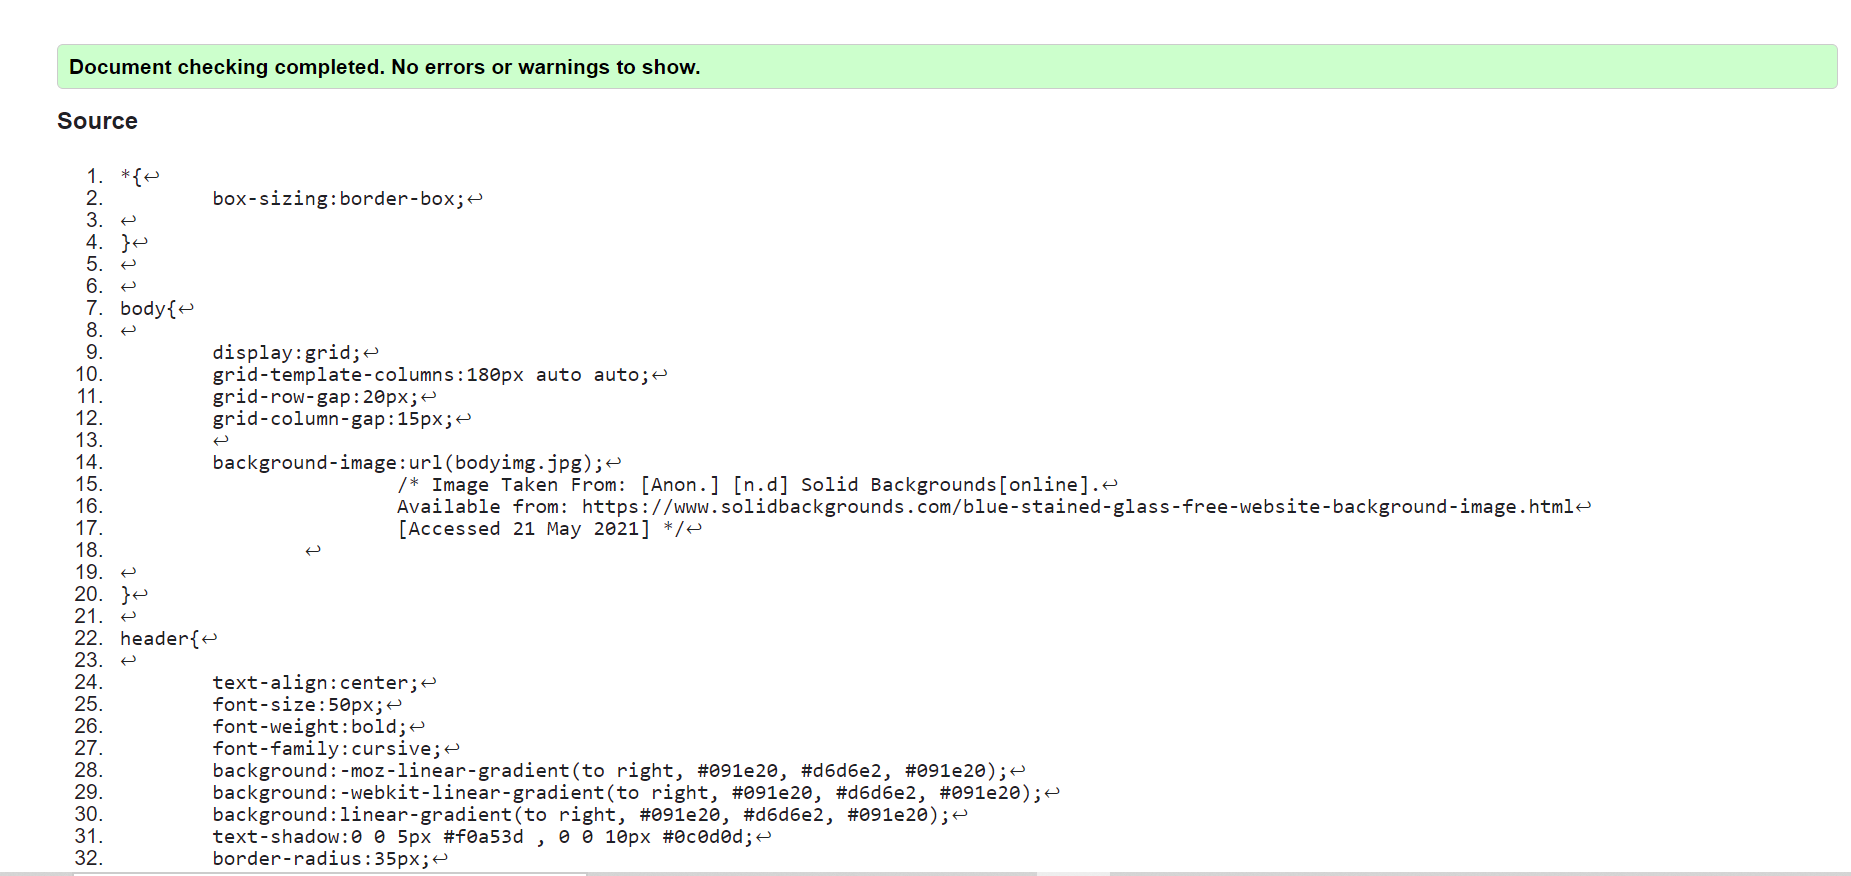 Document checking completed. No errors or warnings to show.
Source
1. *{↩
2. box-sizing:border-box;↩
3. ↩
4. }↩
5. ↩
6. ↩
7. body{↩
8. ↩
9. display:grid;↩
10. grid-template-columns:180px auto auto;↩
11. grid-row-gap:20px;↩
12. grid-column-gap:15px;↩
13. ↩
14. background-image:url(bodyimg.jpg);↩
15. /* Image Taken From: [Anon.] [n.d] Solid Backgrounds[online].↩
16. Available from: https://www.solidbackgrounds.com/blue-stained-glass-free-website-background-image.html↩
17. [Accessed 21 May 2021] */↩
18. ↩
19. ↩
20. }↩
21. ↩
22. header{↩
23. ↩
24. text-align:center;↩
25. font-size:50px;↩
26. font-weight:bold;↩
27. font-family:cursive;↩
28. background:-moz-linear-gradient(to right, #091e20, #d6d6e2, #091e20);↩
29. background:-webkit-linear-gradient(to right, #091e20, #d6d6e2, #091e20);↩
30. background:linear-gradient(to right, #091e20, #d6d6e2, #091e20);↩
31. text-shadow:0 0 5px #f0a53d , 0 0 10px #0c0d0d;↩
32. border-radius:35px;↩